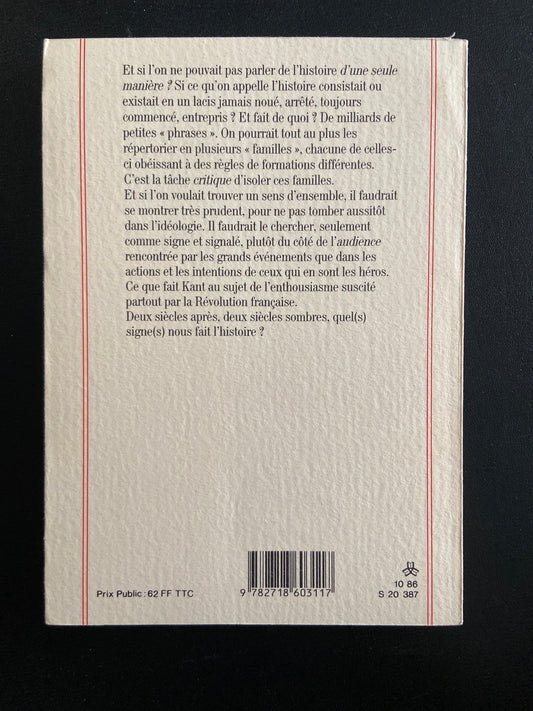 Et si l'on ne pouvait pas parler de l'histoire d'une seule
manière ? Si ce qu'on appelle l'histoire consistait ou
existait en un lacis jamais noué, arrêté, toujours
commencé, entrepris ? Et fait de quoi ? De milliards de
petites « phrases ». On pourrait tout au plus les
répertorier en plusieurs « familles », chacune de celles-
ci obéissant à des règles de formations différentes.
C'est la tâche critique d'isoler ces familles.
Et si l'on voulait trouver un sens d'ensemble, il faudrait
se montrer très prudent, pour ne pas tomber aussitôt
dans l'idéologie. Il faudrait le chercher, seulement
comme signe et signalé, plutôt du côté de l'audience
rencontrée par les grands événements que dans les
actions et les intentions de ceux qui en sont les héros.
Ce que fait Kant au sujet de l'enthousiasme suscité
partout par la Révolution française.
Deux siècles après, deux siècles sombres, quel(s)
signe(s) nous fait l'histoire ?
Prix Public : 62 FF TTC
9 782718 603117
10 86
S 20 387